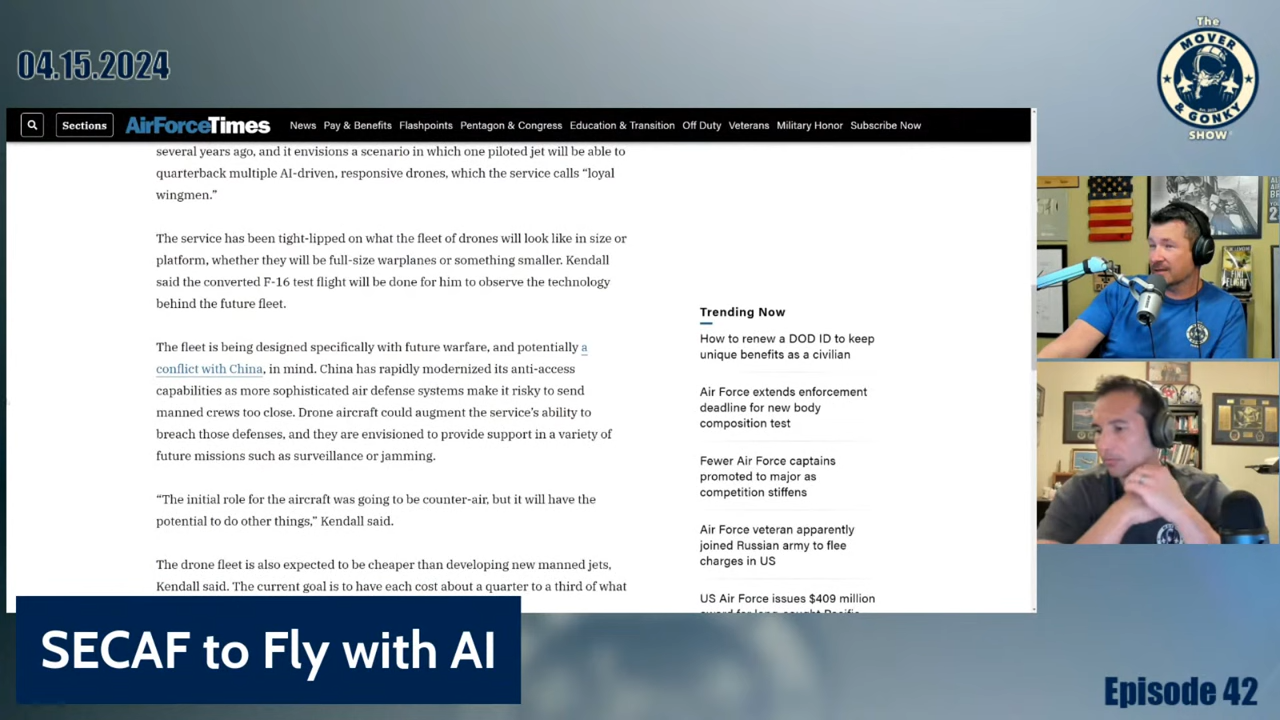 04.15.2024
The
MOVER
& GONKY
SHOW
Sections
AirForceTimes
News
Pay & Benefits
Flashpoints
Pentagon & Congress
Education & Transition
Off Duty
Veterans
Military Honor
Subscribe Now
several years ago, and it envisions a scenario in which one piloted jet will be able to
quarterback multiple AI-driven, responsive drones, which the service calls “loyal
wingmen.”
The service has been tight-lipped on what the fleet of drones will look like in size or
platform, whether they will be full-size warplanes or something smaller. Kendall
said the converted F-16 test flight will be done for him to observe the technology
behind the future fleet.
The fleet is being designed specifically with future warfare, and potentially a
conflict with China, in mind. China has rapidly modernized its anti-access
capabilities as more sophisticated air defense systems make it risky to send
manned crews too close. Drone aircraft could augment the service’s ability to
breach those defenses, and they are envisioned to provide support in a variety of
future missions such as surveillance or jamming.
“The initial role for the aircraft was going to be counter-air, but it will have the
potential to do other things,” Kendall said.
The drone fleet is also expected to be cheaper than developing new manned jets,
Kendall said. The current goal is to have each cost about a quarter to a third of what
Trending Now
How to renew a DOD ID to keep
unique benefits as a civilian
Air Force extends enforcement
deadline for new body
composition test
Fewer Air Force captains
promoted to major as
competition stiffens
Air Force veteran apparently
joined Russian army to flee
charges in US
US Air Force issues $409 million
FINI
FLIGHT
SECAF to Fly with AI
Episode 42